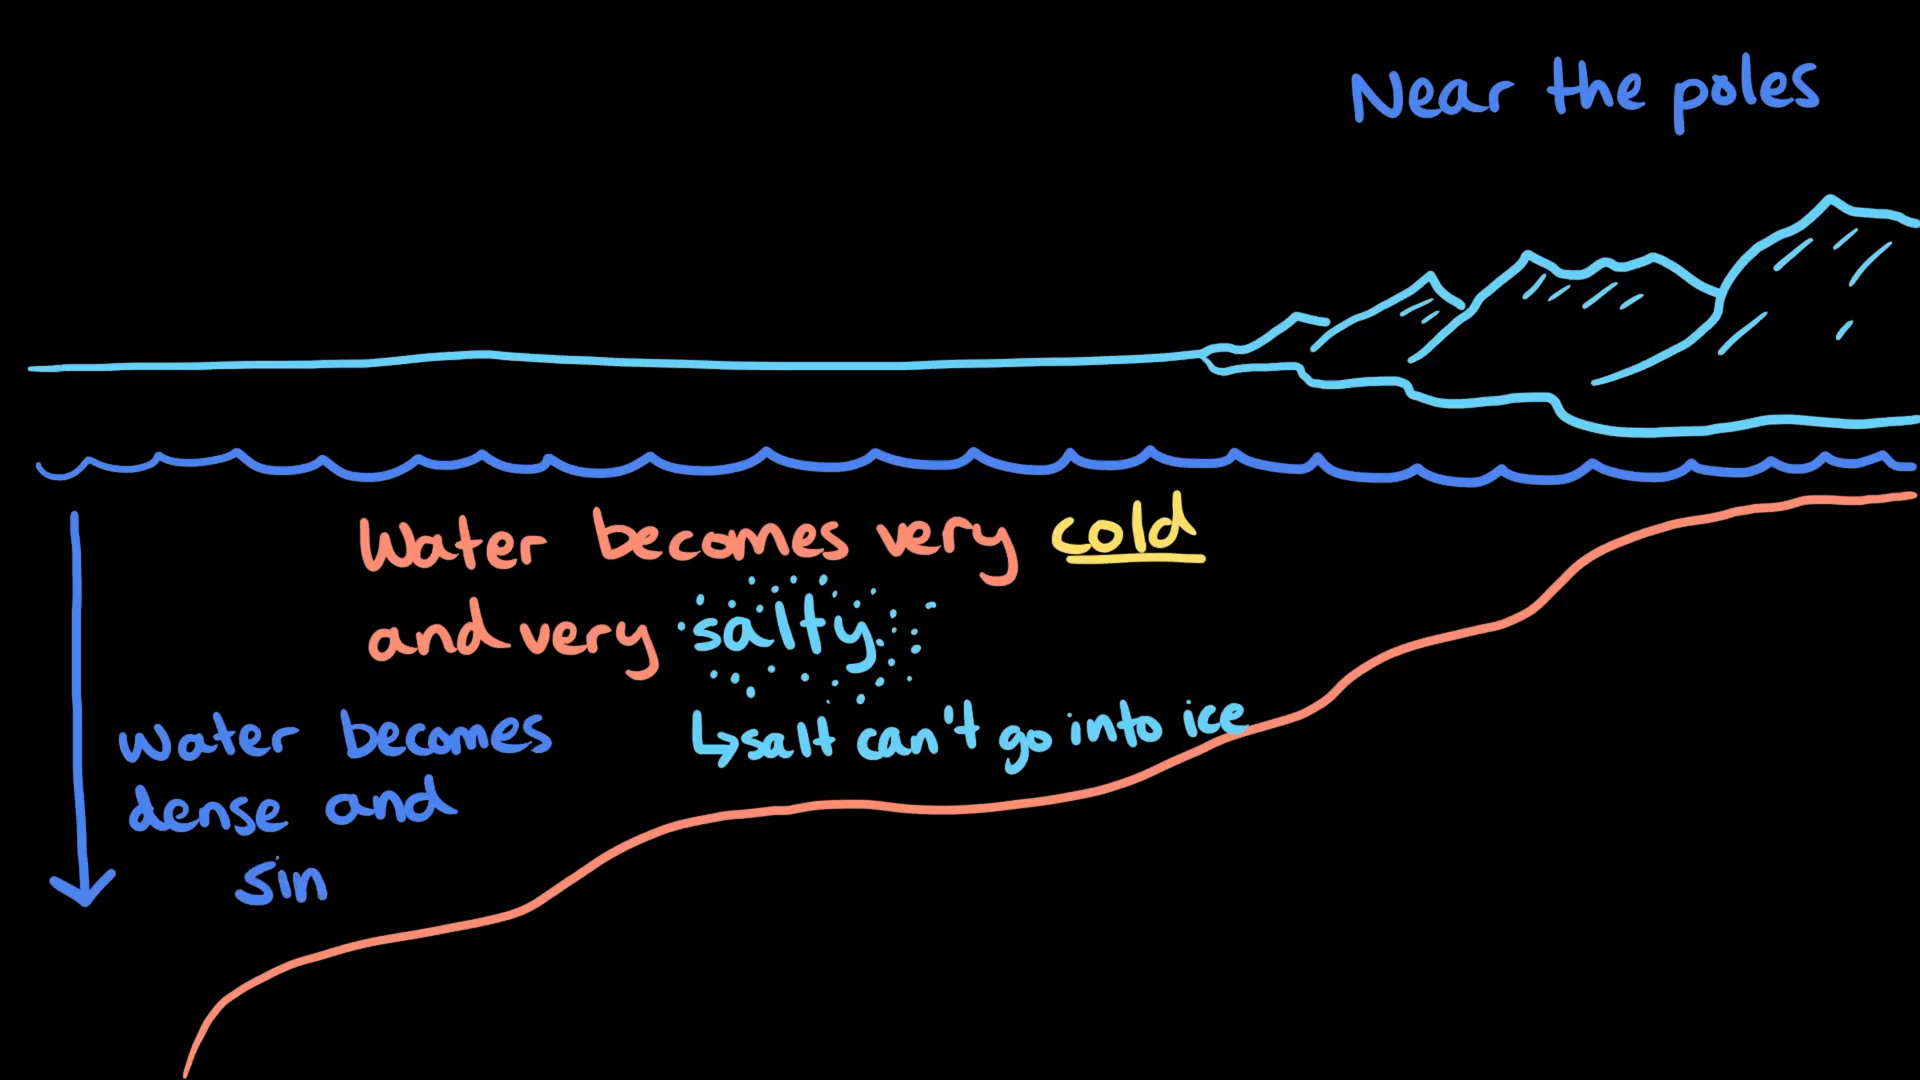 Near the poles
Water becomes very cold
and very salty
↳salt can't go into ice
Water becomes
dense and
sin